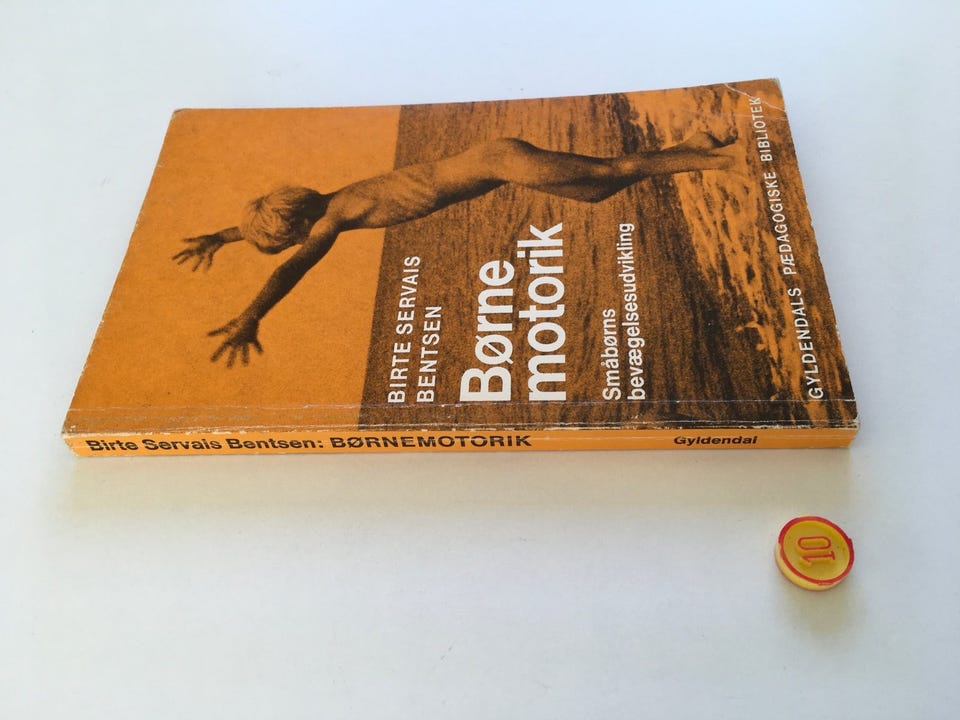 BIRTE SERVAIS
BENTSEN
Børne
motorik
Småbørns
bevægelsesudvikling
GYLDENDALS PÆDAGOGISKE BIBLIOTEK
Birte Servais Bentsen: BØRNEMOTORIK
Gyldendal
10